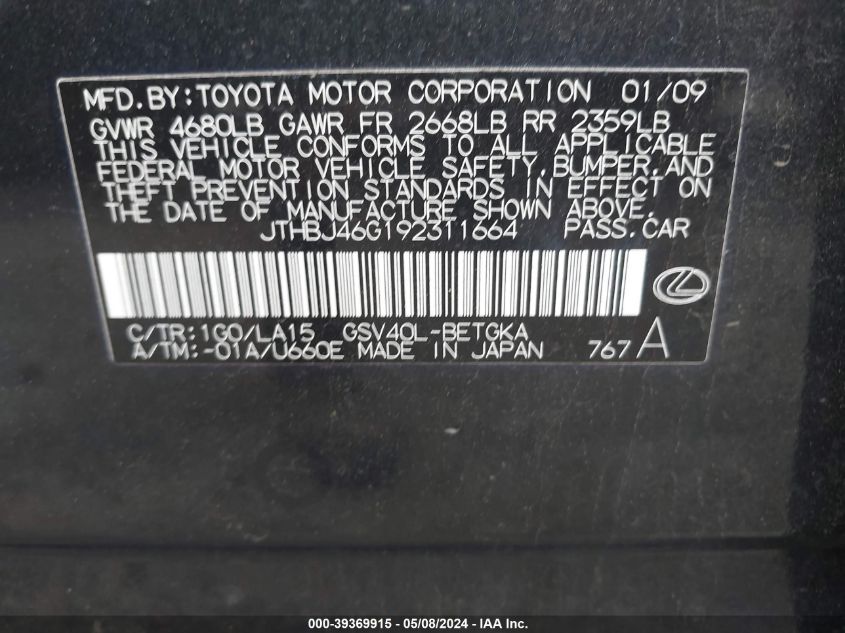 MFD.BY:TOYOTA MOTOR CORPORATION 01/09
GVWR 4680LB GAWR FR 2668LB RR 2359LB
THIS VEHICLE CONFORMS TO ALL APPLICABLE
FEDERAL MOTOR VEHICLE SAFETY,BUMPER,AND
THEFT PREVENTION STANDARDS IN EFFECT ON
THE DATE OF MANUFACTURE SHOWN ABOVE.
JTHBJ46G192311664 PASS.CAR
C/TR:1G0/LA15 GSV40L-BETGKA
A/TM:-01A/U660E MADE IN JAPAN 767A
000-39369915 / 05/08/2024 - IAA Inc.